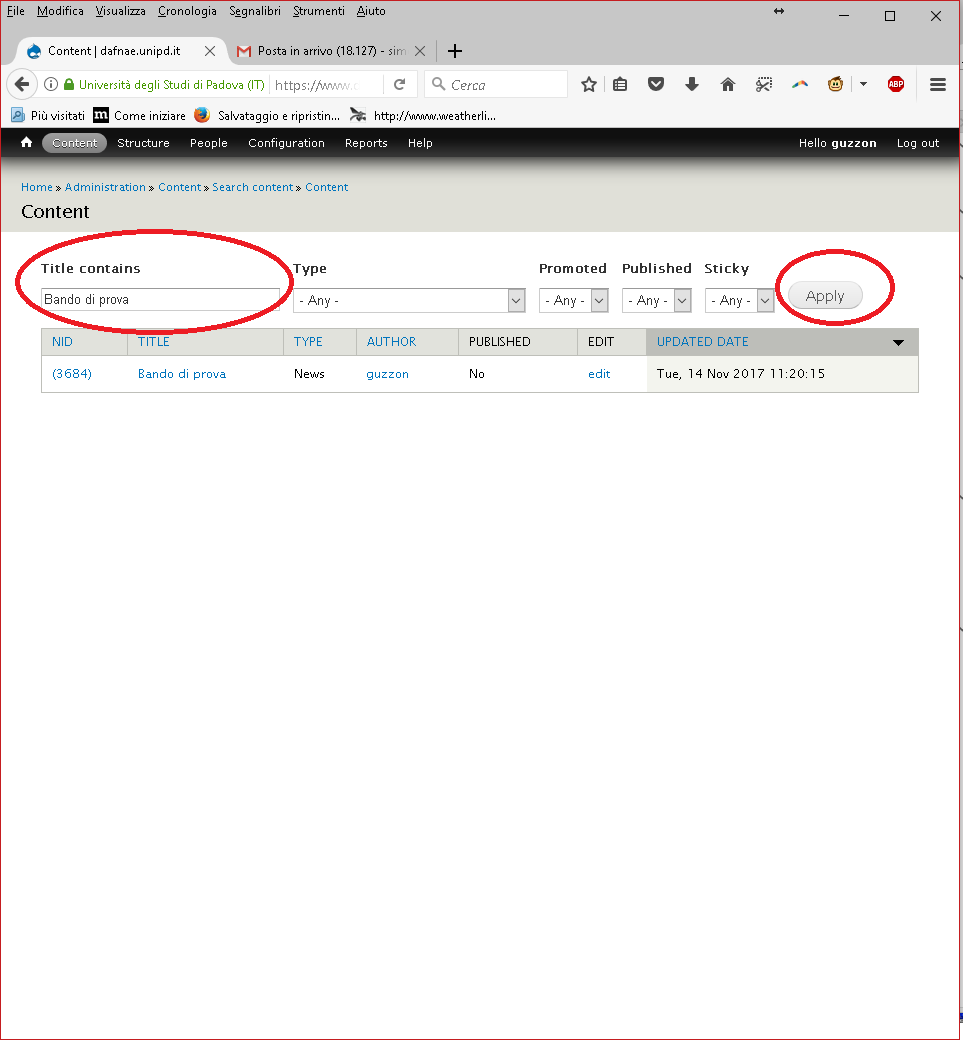 File Modifica Visualizza Cronologia Segnalibri Strumenti Aiuto
Content | dafnae.unipd.it Posta in arrivo (18.127) - sim
Università degli Studi di Padova (IT) https://www. Cerca ABP
Più visitati m Come iniziare Salvataggio e ripristin... http://www.weatherli...
Content Structure People Configuration Reports Help Hello guzzon Log out
Home » Administration » Content » Search content » Content
Content
Title contains Type Promoted Published Sticky
Bando di prova - Any - - Any - - Any - - Any - Apply
NID TITLE TYPE AUTHOR PUBLISHED EDIT UPDATED DATE
(3684) Bando di prova News guzzon No edit Tue, 14 Nov 2017 11:20:15